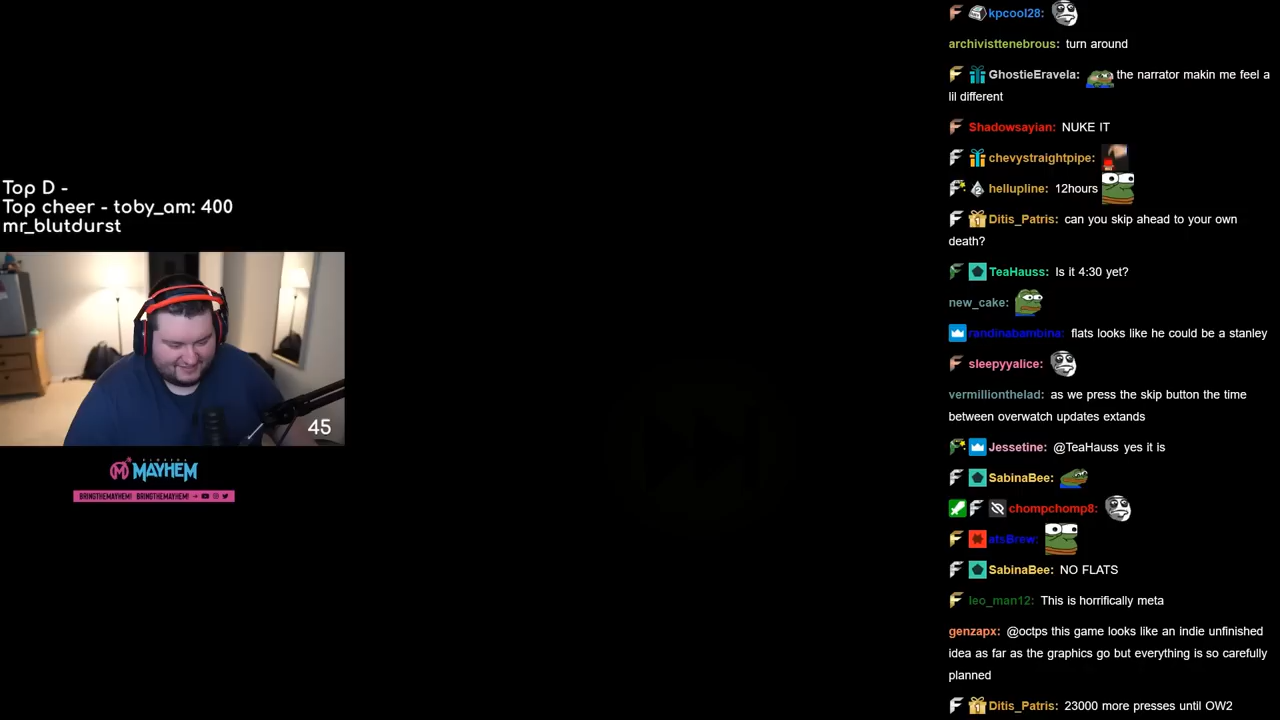 Top D -
Top cheer - toby_am: 400
mr_blutdurst
45
MAYHEM
BRINGTHEMAYHEM! BRINGTHEMAYHEM!
kpcool28:
archivisttenebrous: turn around
GhostieEravela: the narrator makin me feel a
lil different
Shadowsayian: NUKE IT
chevystraightpipe:
hellupline: 12hours
Ditis_Patris: can you skip ahead to your own
death?
TeaHauss: Is it 4:30 yet?
new_cake:
randinabambina: flats looks like he could be a stanley
sleepyyalice:
vermillionthelad: as we press the skip button the time
between overwatch updates extands
Jessetine: @TeaHauss yes it is
SabinaBee:
chompchomp8:
atsBrew:
SabinaBee: NO FLATS
leo_man12: This is horrifically meta
genzapx: @octps this game looks like an indie unfinished
idea as far as the graphics go but everything is so carefully
planned
Ditis_Patris: 23000 more presses until OW2